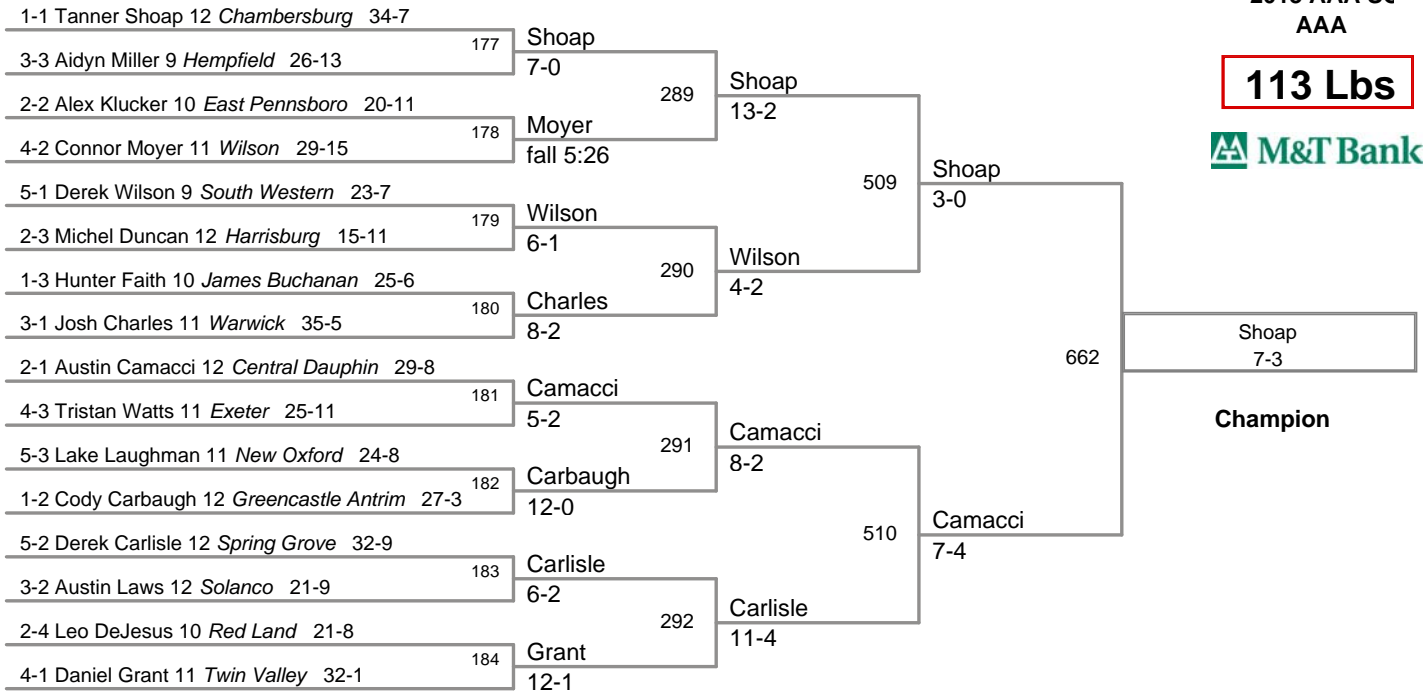 AAA
113 Lbs
M&T Bank
1-1 Tanner Shoap 12 Chambersburg 34-7
3-3 Aidyn Miller 9 Hempfield 26-13
2-2 Alex Klucker 10 East Pennsboro 20-11
4-2 Connor Moyer 11 Wilson 29-15
5-1 Derek Wilson 9 South Western 23-7
2-3 Michel Duncan 12 Harrisburg 15-11
1-3 Hunter Faith 10 James Buchanan 25-6
3-1 Josh Charles 11 Warwick 35-5
2-1 Austin Camacci 12 Central Dauphin 29-8
4-3 Tristan Watts 11 Exeter 25-11
5-3 Lake Laughman 11 New Oxford 24-8
1-2 Cody Carbaugh 12 Greencastle Antrim 27-3
5-2 Derek Carlisle 12 Spring Grove 32-9
3-2 Austin Laws 12 Solanco 21-9
2-4 Leo DeJesus 10 Red Land 21-8
4-1 Daniel Grant 11 Twin Valley 32-1
177
178
179
180
181
182
183
184
Shoap
7-0
Moyer
fall 5:26
Wilson
6-1
Charles
8-2
Camacci
5-2
Carbaugh
12-0
Carlisle
6-2
Grant
12-1
289
290
291
292
Shoap
13-2
Wilson
4-2
Camacci
8-2
Carlisle
11-4
509
510
Shoap
3-0
Camacci
7-4
662
Shoap
7-3
Champion